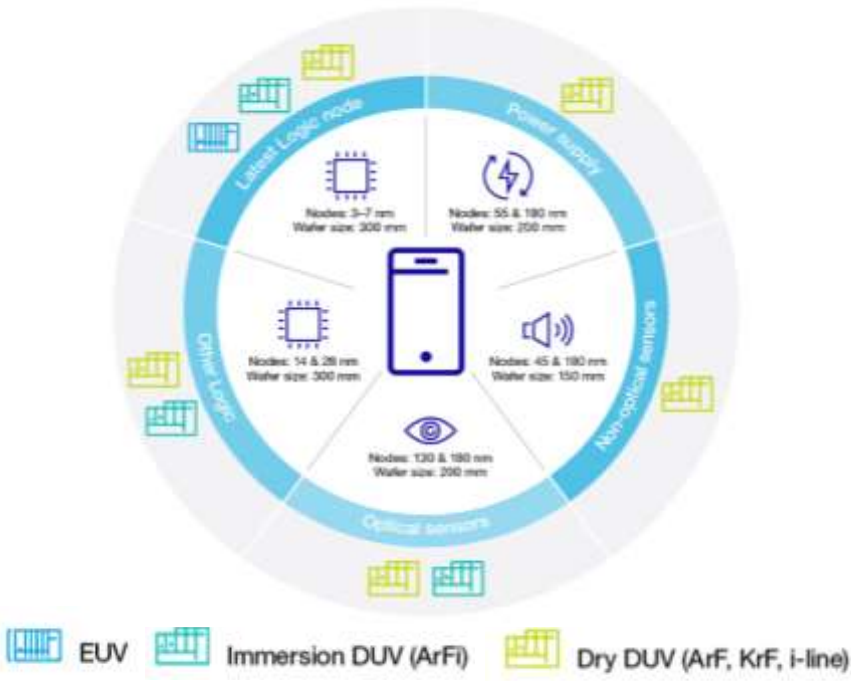 Latest Logic node
Power supply
Nodes: 3–7 nm
Wafer size: 300 mm
Nodes: 55 & 180 nm
Wafer size: 200 mm
Other Logic
Nodes: 14 & 28 nm
Wafer size: 300 mm
Nodes: 45 & 180 nm
Wafer size: 150 mm
Non-optical sensors
Nodes: 130 & 180 nm
Wafer size: 200 mm
Optical sensors
EUV
Immersion DUV (ArFi)
Dry DUV (ArF, KrF, i-line)